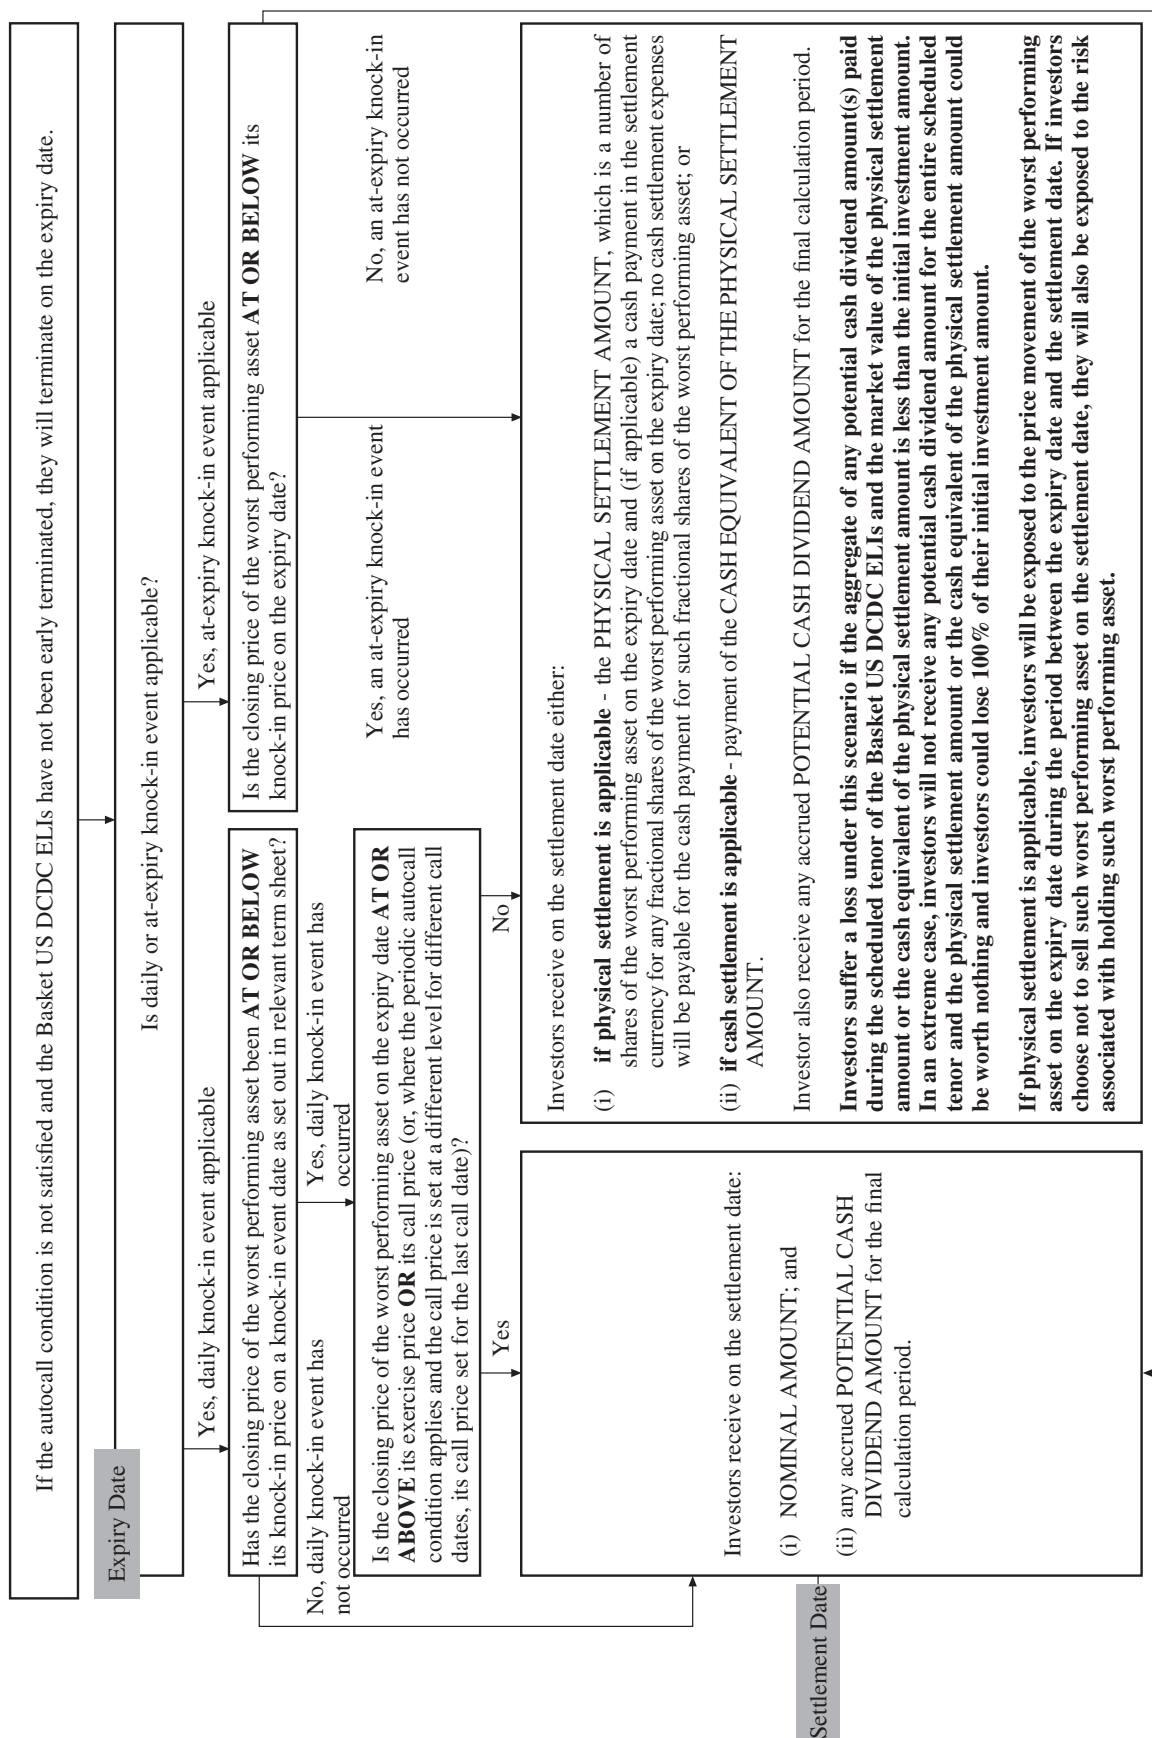 If the autocall condition is not satisfied and the Basket US DCDC ELIs have not been early terminated, they will terminate on the expiry date.
Expiry Date
Is daily or at-expiry knock-in event applicable?
Yes, daily knock-in event applicable
Yes, at-expiry knock-in event applicable
Has the closing price of the worst performing asset been AT OR BELOW
its knock-in price on a knock-in event date as set out in relevant term sheet?
Is the closing price of the worst performing asset AT OR BELOW its
knock-in price on the expiry date?
No, daily knock-in event has
not occurred
Yes, daily knock-in event has
occurred
Yes, an at-expiry knock-in event
has occurred
No, an at-expiry knock-in
event has not occurred
Is the closing price of the worst performing asset on the expiry date AT OR
ABOVE its exercise price OR its call price (or, where the periodic autocall
condition applies and the call price is set at a different level for different call
dates, its call price set for the last call date)?
Yes
No
Settlement Date
Investors receive on the settlement date:
(i) NOMINAL AMOUNT; and
(ii) any accrued POTENTIAL CASH
DIVIDEND AMOUNT for the final
calculation period.
Investors receive on the settlement date either:
(i) if physical settlement is applicable - the PHYSICAL SETTLEMENT AMOUNT, which is a number of
shares of the worst performing asset on the expiry date and (if applicable) a cash payment in the settlement
currency for any fractional shares of the worst performing asset on the expiry date; no cash settlement expenses
will be payable for the cash payment for such fractional shares of the worst performing asset; or
(ii) if cash settlement is applicable - payment of the CASH EQUIVALENT OF THE PHYSICAL SETTLEMENT
AMOUNT.
Investor also receive any accrued POTENTIAL CASH DIVIDEND AMOUNT for the final calculation period.
Investors suffer a loss under this scenario if the aggregate of any potential cash dividend amount(s) paid
during the scheduled tenor of the Basket US DCDC ELIs and the market value of the physical settlement
amount or the cash equivalent of the physical settlement amount is less than the initial investment amount.
In an extreme case, investors will not receive any potential cash dividend amount for the entire scheduled
tenor and the physical settlement amount or the cash equivalent of the physical settlement amount could
be worth nothing and investors could lose 100% of their initial investment amount.
If physical settlement is applicable, investors will be exposed to the price movement of the worst performing
asset on the expiry date during the period between the expiry date and the settlement date. If investors
choose not to sell such worst performing asset on the settlement date, they will also be exposed to the risk
associated with holding such worst performing asset.